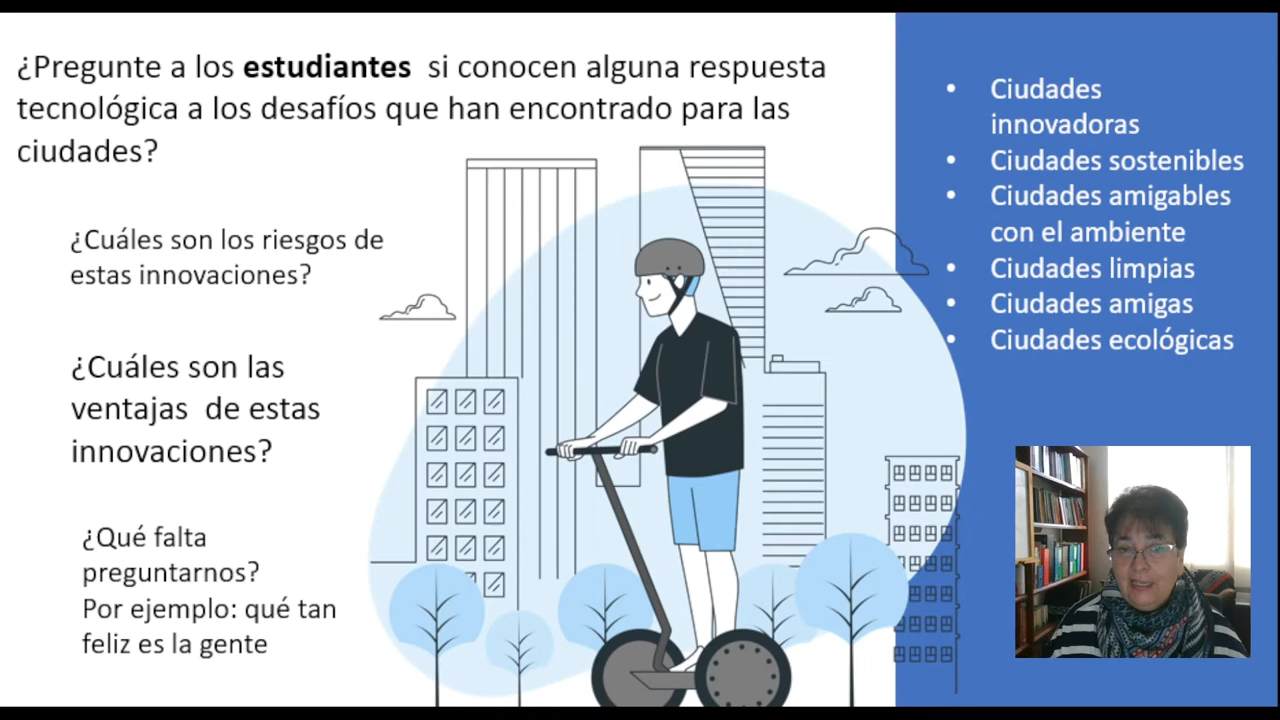 ¿Pregunte a los estudiantes si conocen alguna respuesta
tecnológica a los desafíos que han encontrado para las
ciudades?
¿Cuáles son los riesgos de
estas innovaciones?
¿Cuáles son las
ventajas de estas
innovaciones?
¿Qué falta
preguntarnos?
Por ejemplo: qué tan
feliz es la gente
• Ciudades
innovadoras
• Ciudades sostenibles
• Ciudades amigables
con el ambiente
• Ciudades limpias
• Ciudades amigas
• Ciudades ecológicas